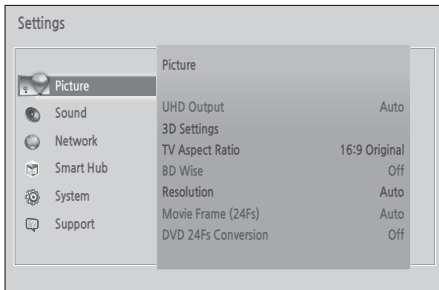 Settings
Picture
Sound
Network
Smart Hub
System
Support
Picture
UHD Output Auto
3D Settings
TV Aspect Ratio 16:9 Original
BD Wise Off
Resolution Auto
Movie Frame (24Fs) Auto
DVD 24Fs Conversion Off